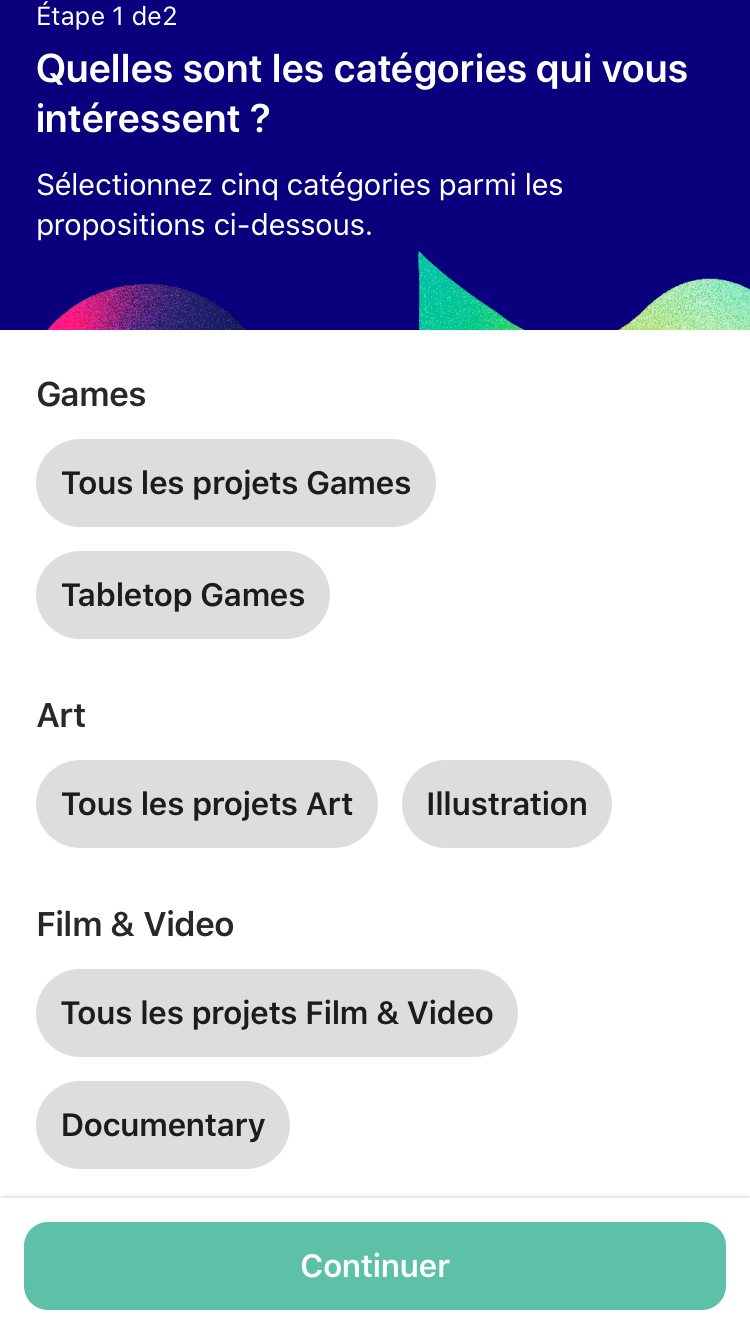 Étape 1 de2
Quelles sont les catégories qui vous
intéressent ?
Sélectionnez cinq catégories parmi les
propositions ci-dessous.
Games
Tous les projets Games
Tabletop Games
Art
Tous les projets Art
Illustration
Film & Video
Tous les projets Film & Video
Documentary
Continuer